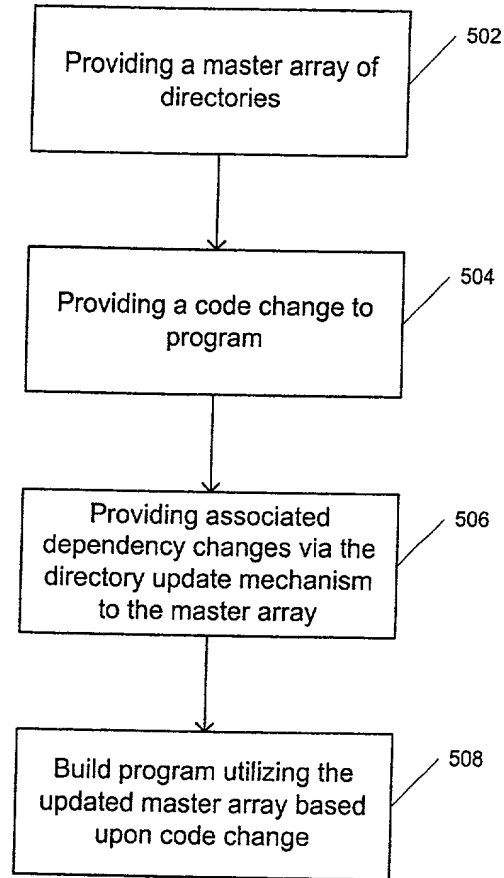 Providing a master array of
directories
502
Providing a code change to
program
504
Providing associated
dependency changes via the
directory update mechanism
to the master array
506
Build program utilizing the
updated master array based
upon code change
508